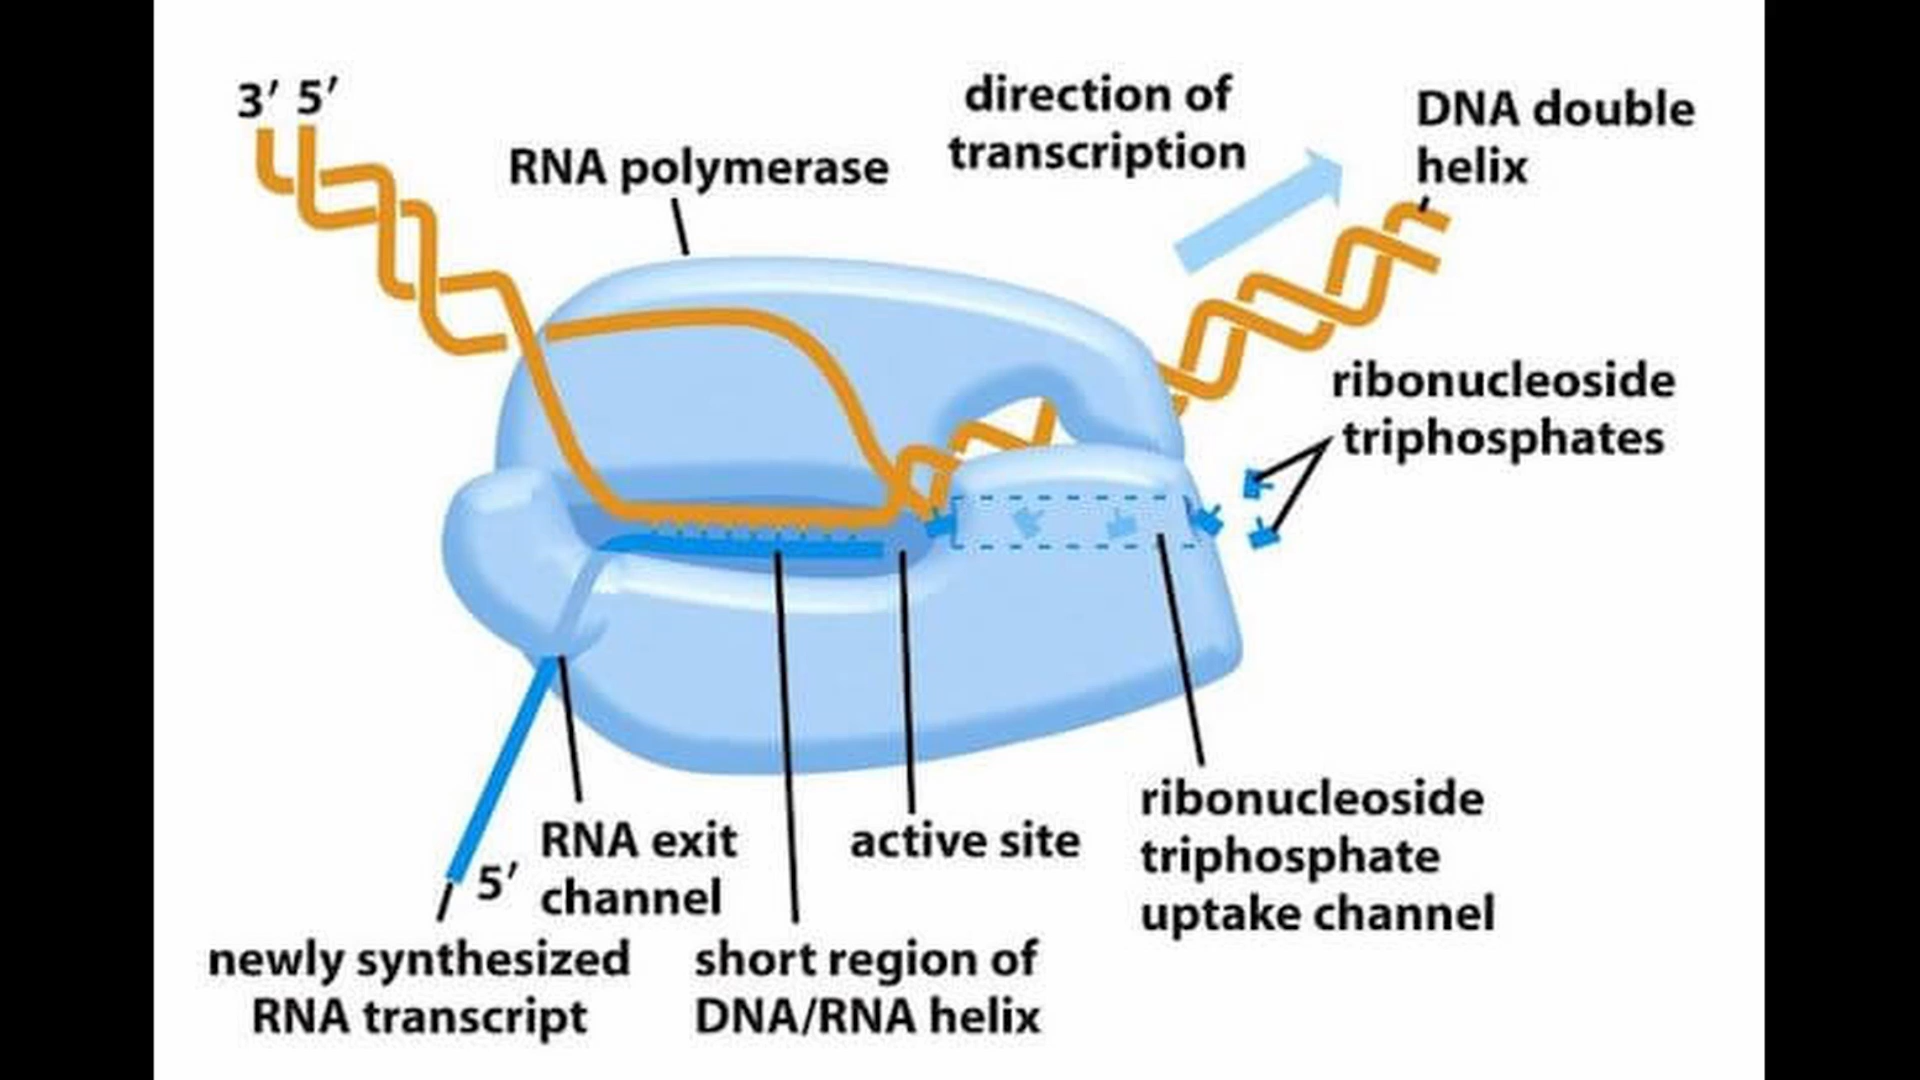 3′ 5′
direction of
transcription
DNA double
helix
RNA polymerase
ribonucleoside
triphosphates
RNA exit
channel
5′
active site
ribonucleoside
triphosphate
uptake channel
newly synthesized
RNA transcript
short region of
DNA/RNA helix